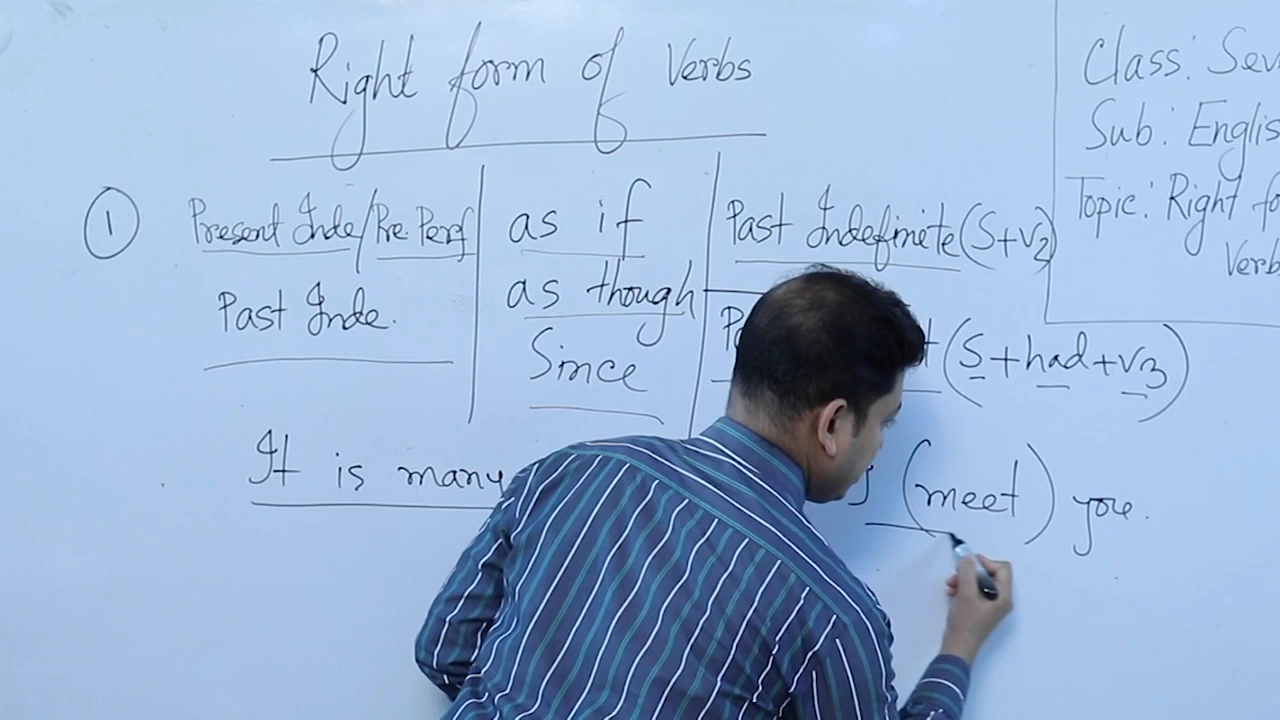 Right form of Verbs
Class: Sev
Sub: Englis
Topic: Right fo
Verb
① Present Inde/Pre. Perf
Past Inde.
as if
as though
Since
Past Indefinite (S+V2)
(S+had+V3)
It is many
(meet) you.